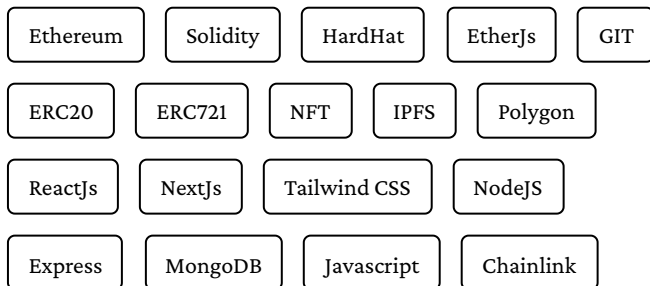 Ethereum Solidity HardHat EtherJs GIT
ERC20 ERC721 NFT IPFS Polygon
ReactJs NextJs Tailwind CSS NodeJS
Express MongoDB Javascript Chainlink